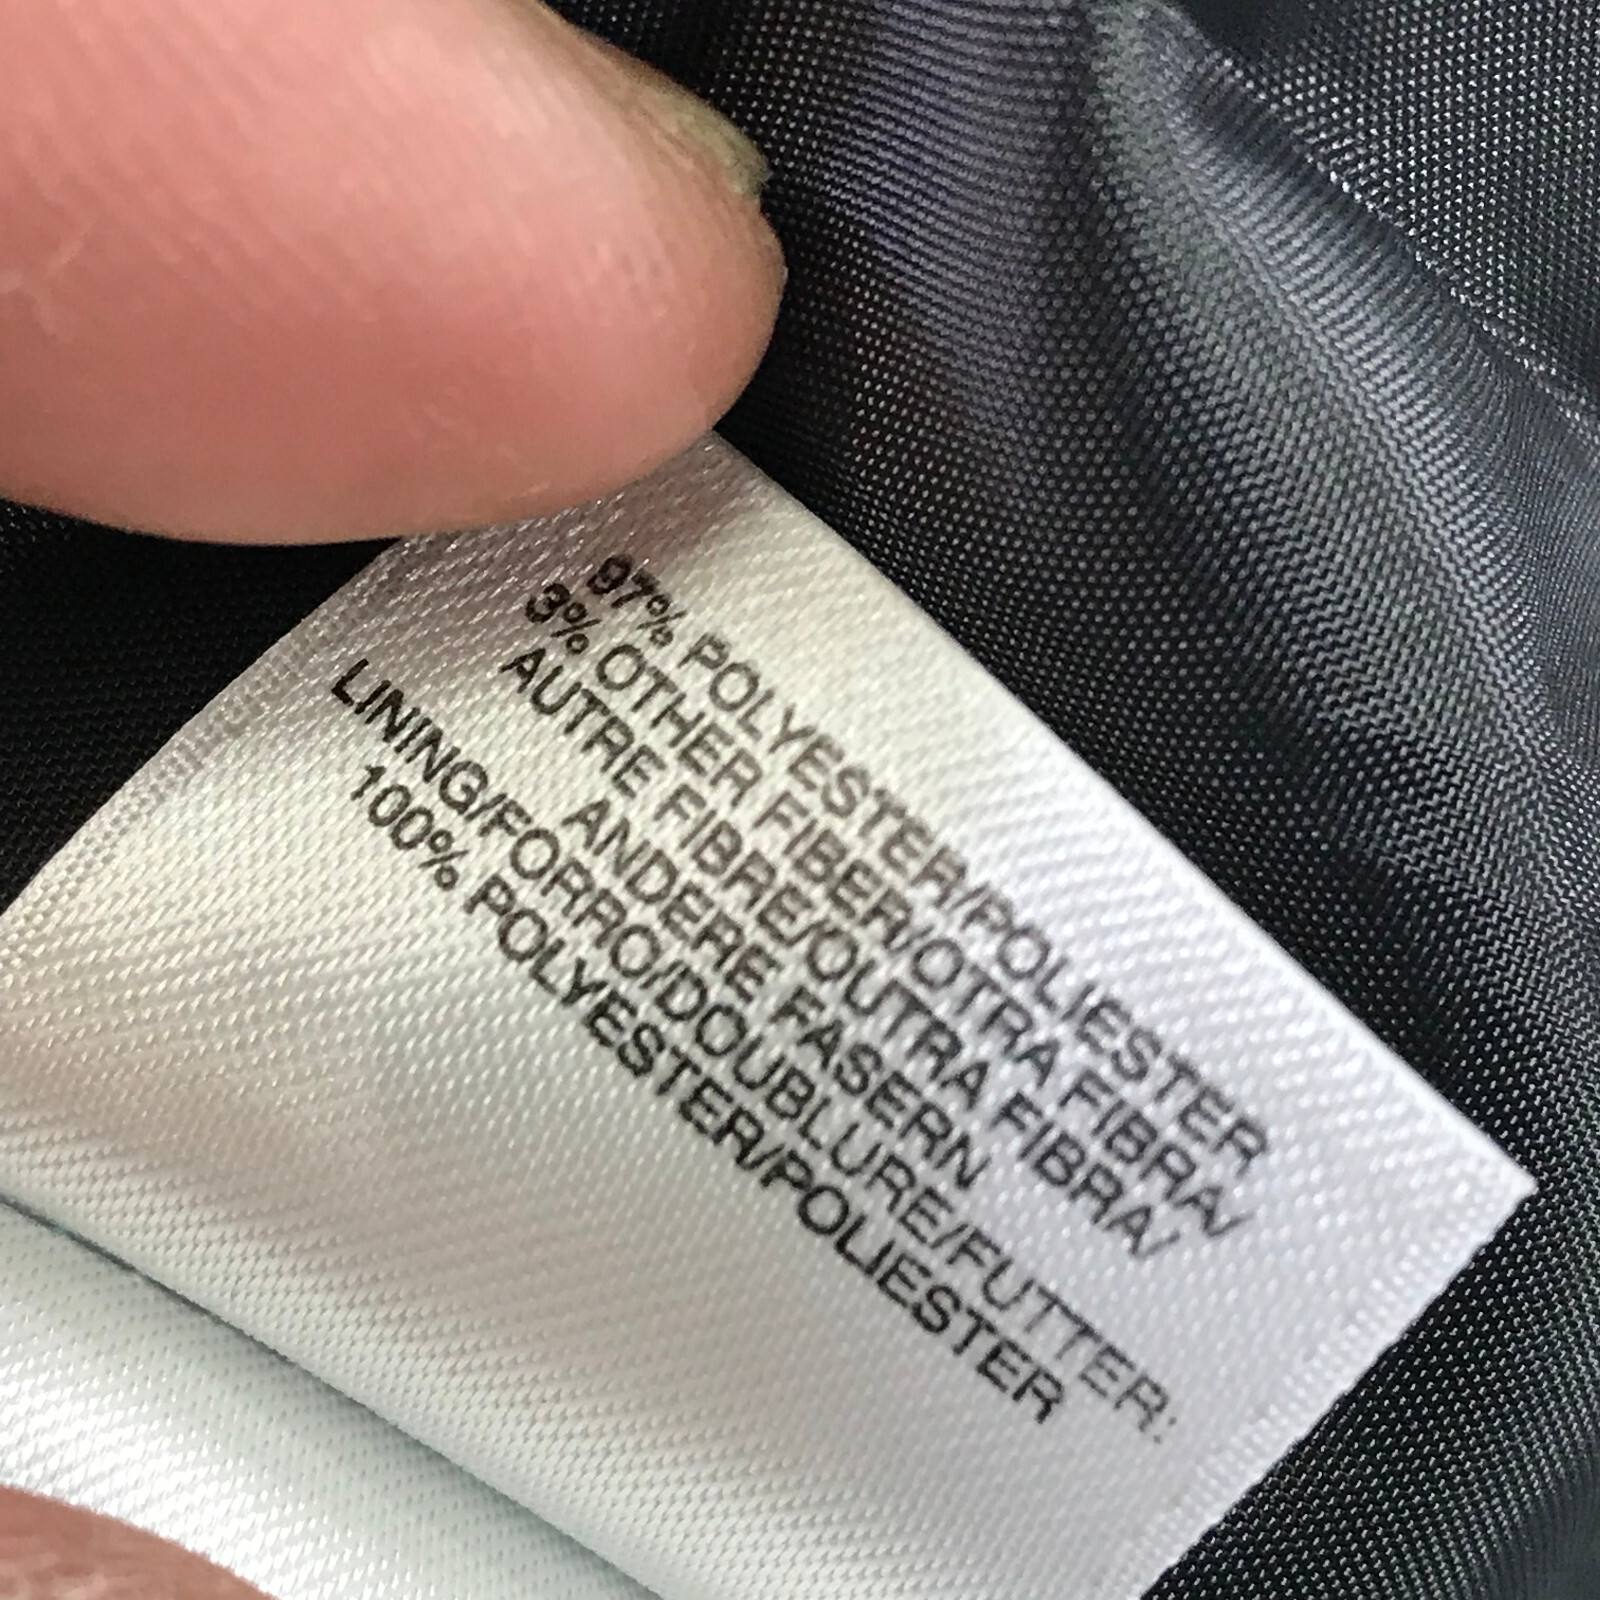 97% POLYESTER/POLIESTER
3% OTHER FIBER/OTRA FIBRA/
AUTRE FIBRE/OUTRA FIBRA/
ANDERE FASERN
LINING/FORRO/DOUBLURE/FUTTER:
100% POLYESTER/POLIESTER